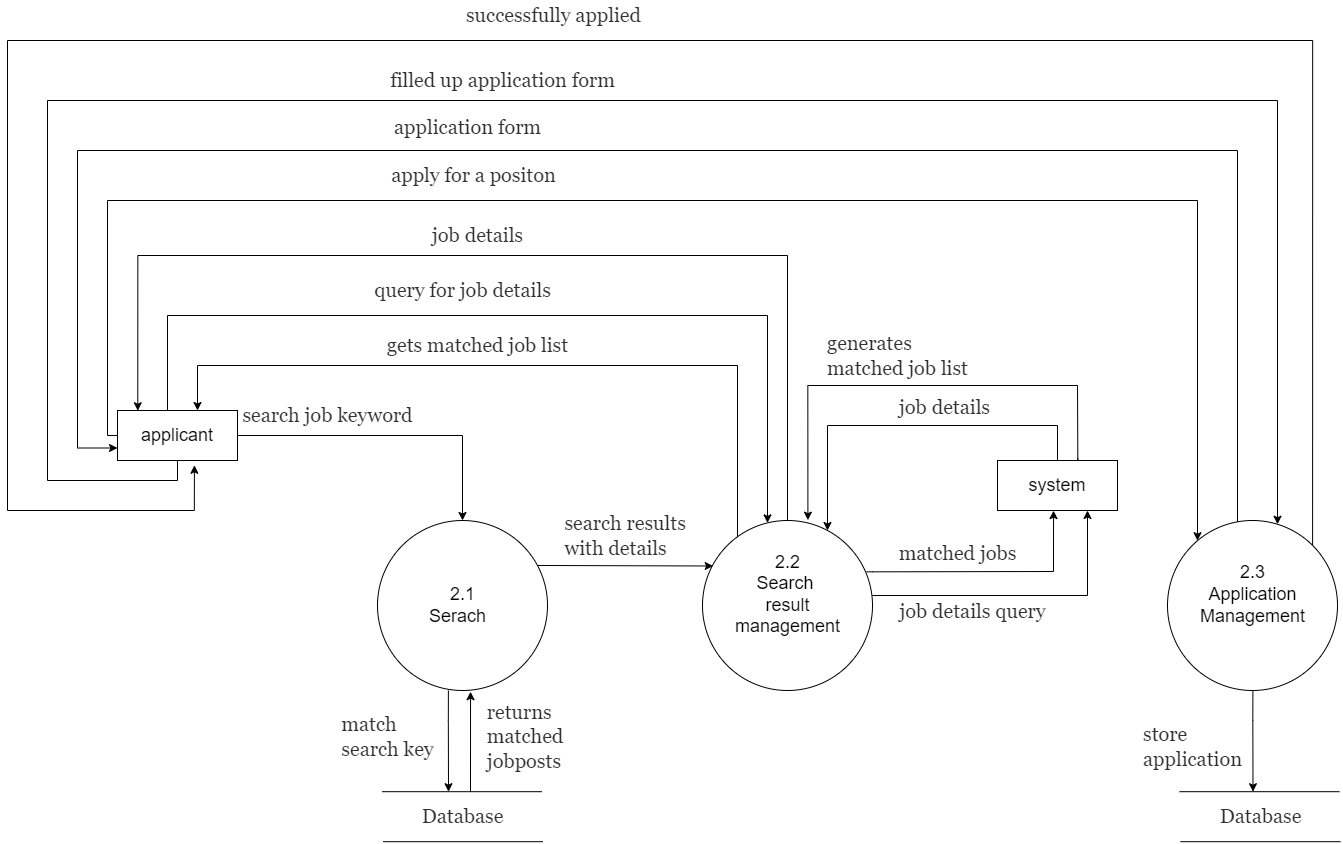 successfully applied
filled up application form
application form
apply for a positon
job details
query for job details
gets matched job list
generates
matched job list
job details
search job keyword
applicant
system
search results
with details
matched jobs
job details query
2.1
Serach
2.2
Search
result
management
2.3
Application
Management
match
search key
returns
matched
jobposts
store
application
Database
Database